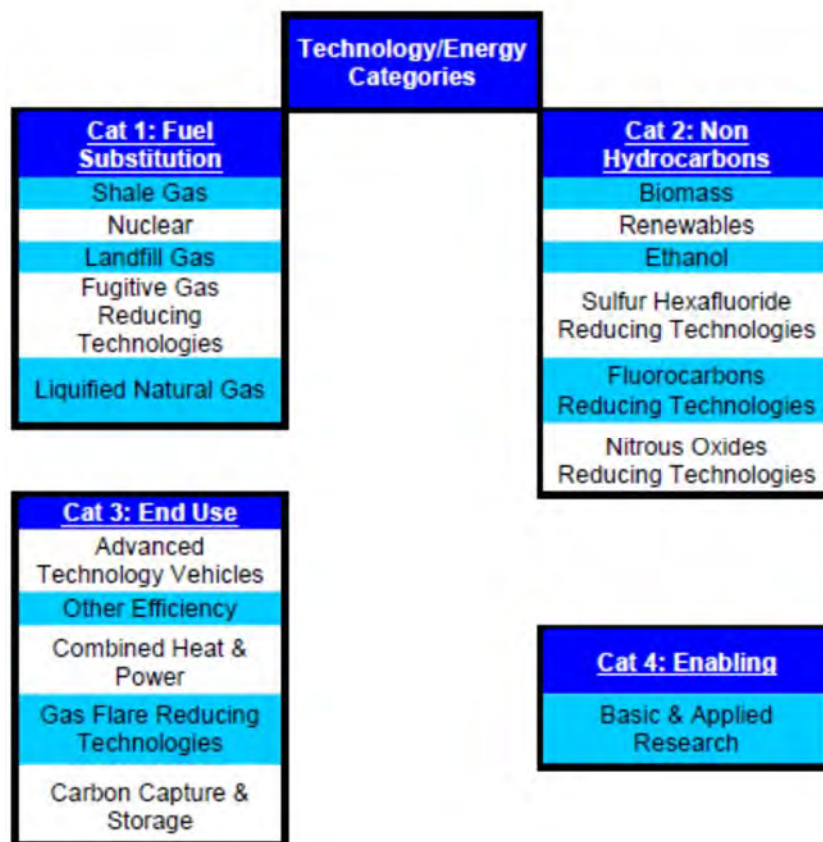 Technology/Energy
Categories
Cat 1: Fuel
Substitution
Shale Gas
Nuclear
Landfill Gas
Fugitive Gas
Reducing
Technologies
Liquified Natural Gas
Cat 2: Non
Hydrocarbons
Biomass
Renewables
Ethanol
Sulfur Hexafluoride
Reducing Technologies
Fluorocarbons
Reducing Technologies
Nitrous Oxides
Reducing Technologies
Cat 3: End Use
Advanced
Technology Vehicles
Other Efficiency
Combined Heat &
Power
Gas Flare Reducing
Technologies
Carbon Capture &
Storage
Cat 4: Enabling
Basic & Applied
Research